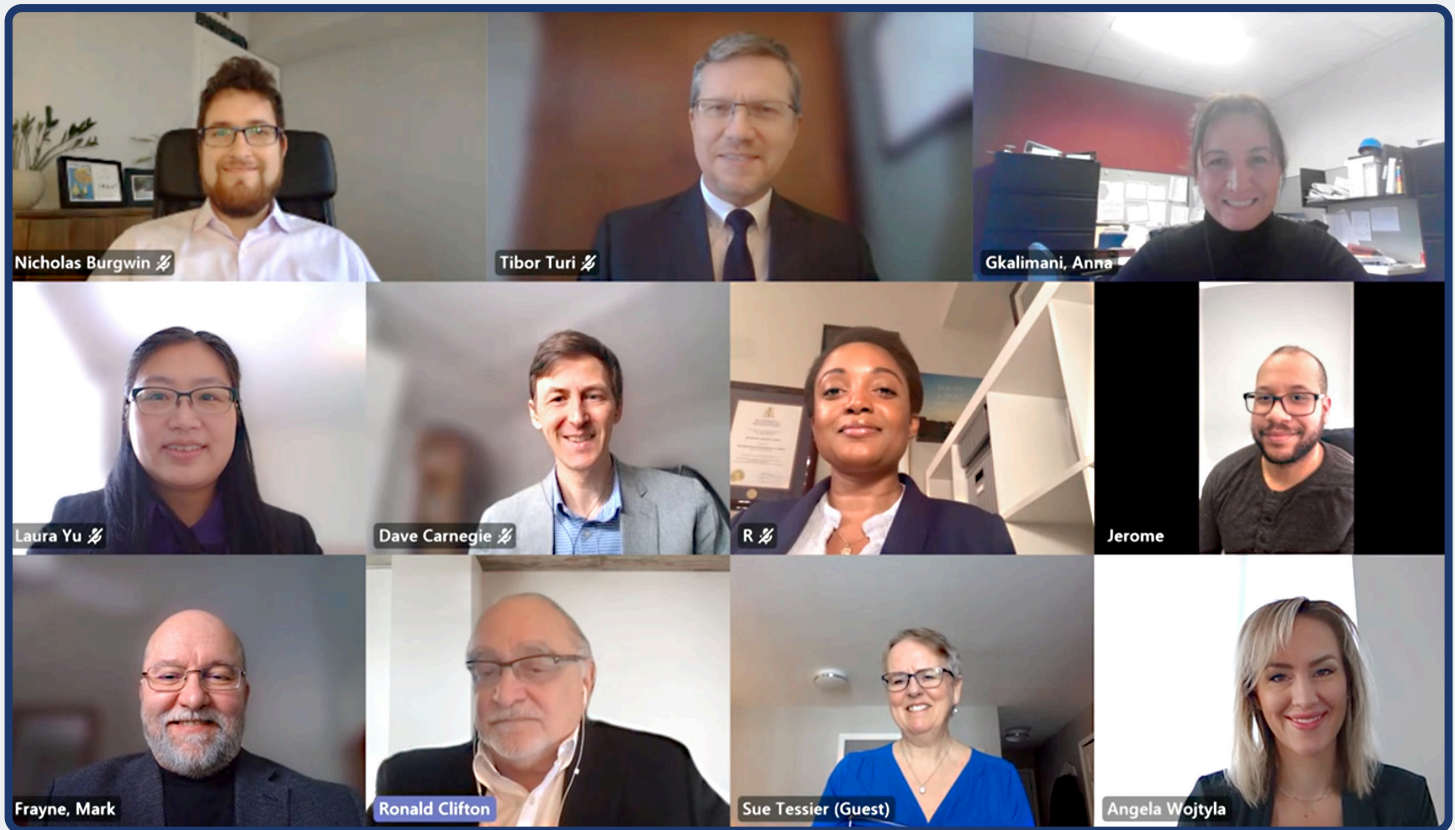 Nicholas Burgwin
Tibor Turi
Gkalimani, Anna
Laura Yu
Dave Carnegie
R
Jerome
Frayne, Mark
Ronald Clifton
Sue Tessier (Guest)
Angela Wojtyla